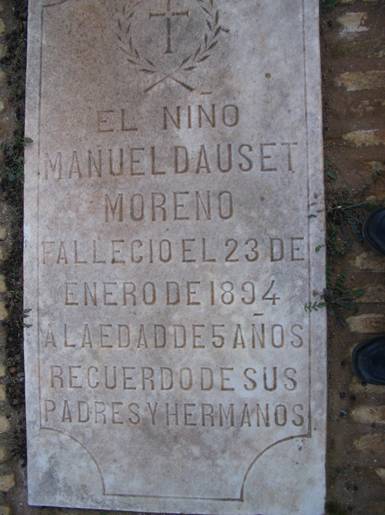 EL NIÑO
MANUEL DAUSET
MORENO
FALLECIO EL 23 DE
ENERO DE 1894
A LA EDAD DE 5 AÑOS
RECUERDO DE SUS
PADRES Y HERMANOS